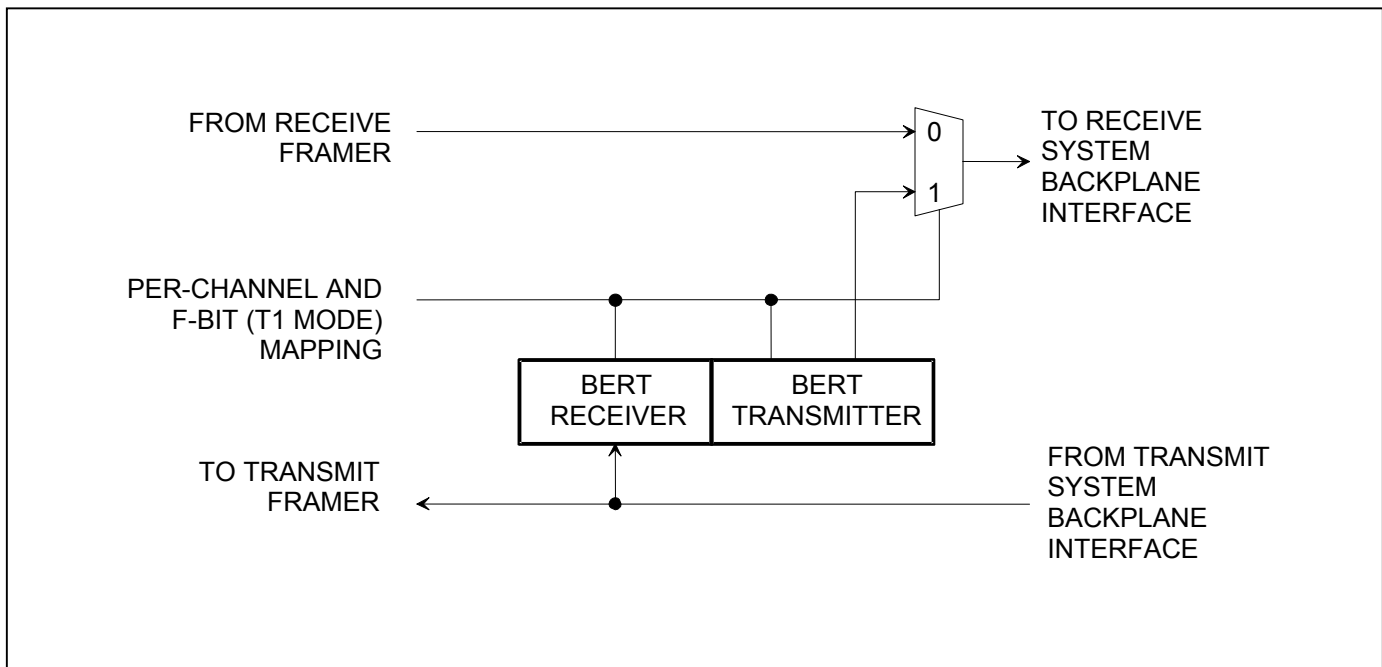 FROM RECEIVE
FRAMER
0
1
TO RECEIVE
SYSTEM
BACKPLANE
INTERFACE
PER-CHANNEL AND
F-BIT (T1 MODE)
MAPPING
BERT
RECEIVER
BERT
TRANSMITTER
TO TRANSMIT
FRAMER
FROM TRANSMIT
SYSTEM
BACKPLANE
INTERFACE